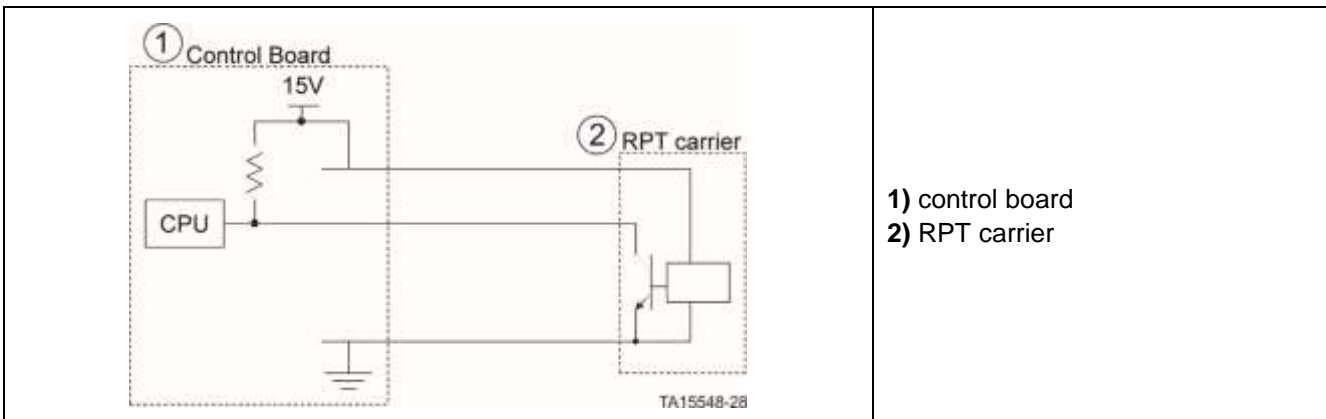 1 Control Board
15V
2 RPT carrier
CPU
TA15548-28
1) control board
2) RPT carrier